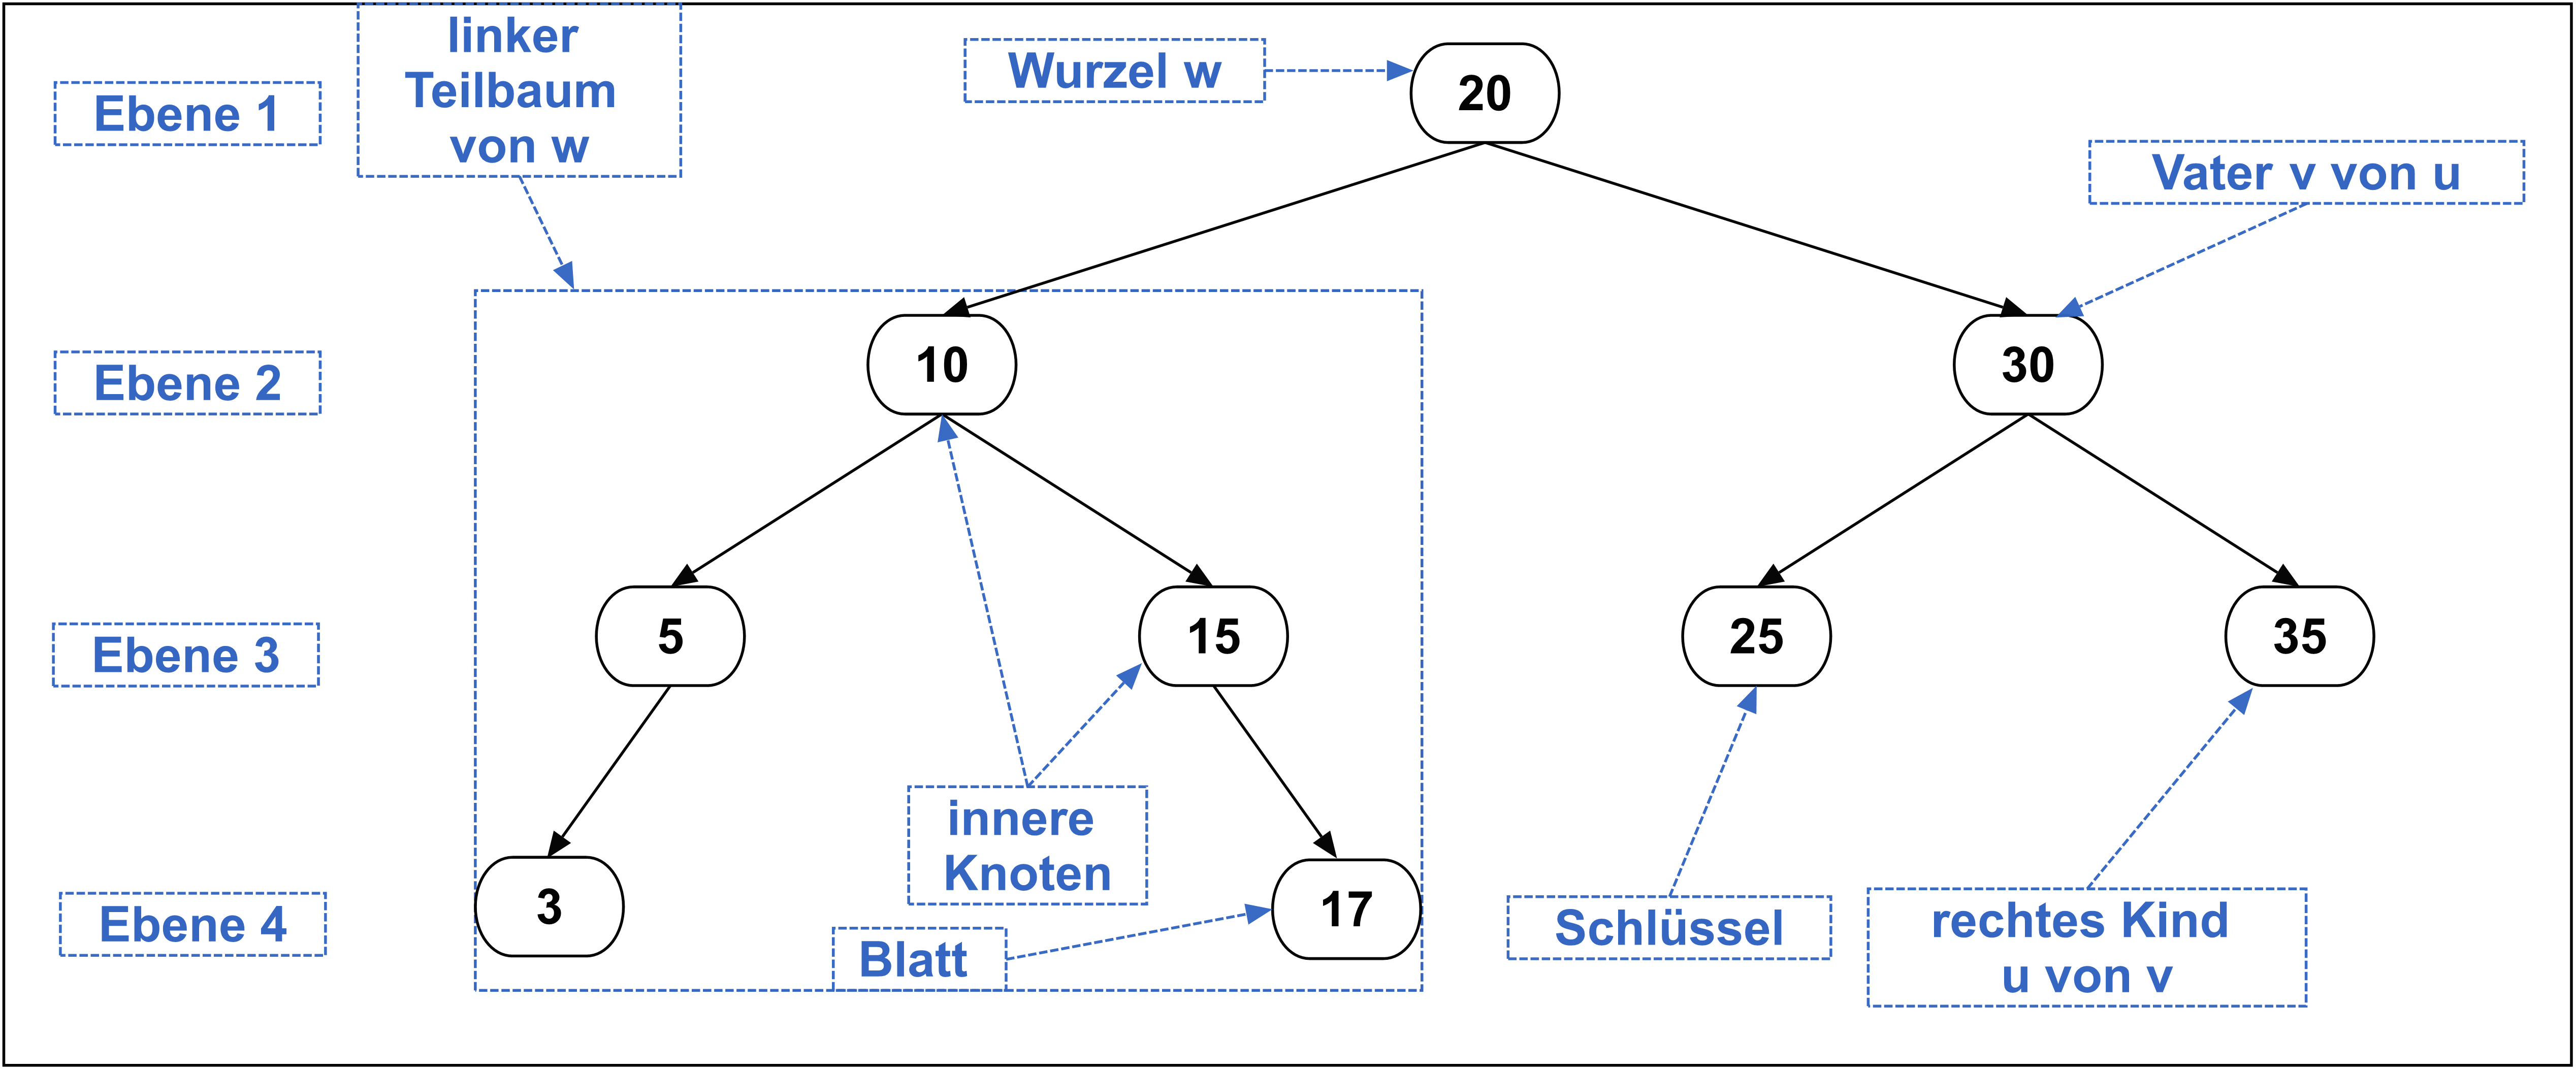 linker
Teilbaum
von w
Wurzel w
20
Ebene 1
Vater v von u
10
30
Ebene 2
5
15
25
35
Ebene 3
innere
Knoten
3
17
Ebene 4
Blatt
Schlüssel
rechtes Kind
u von v